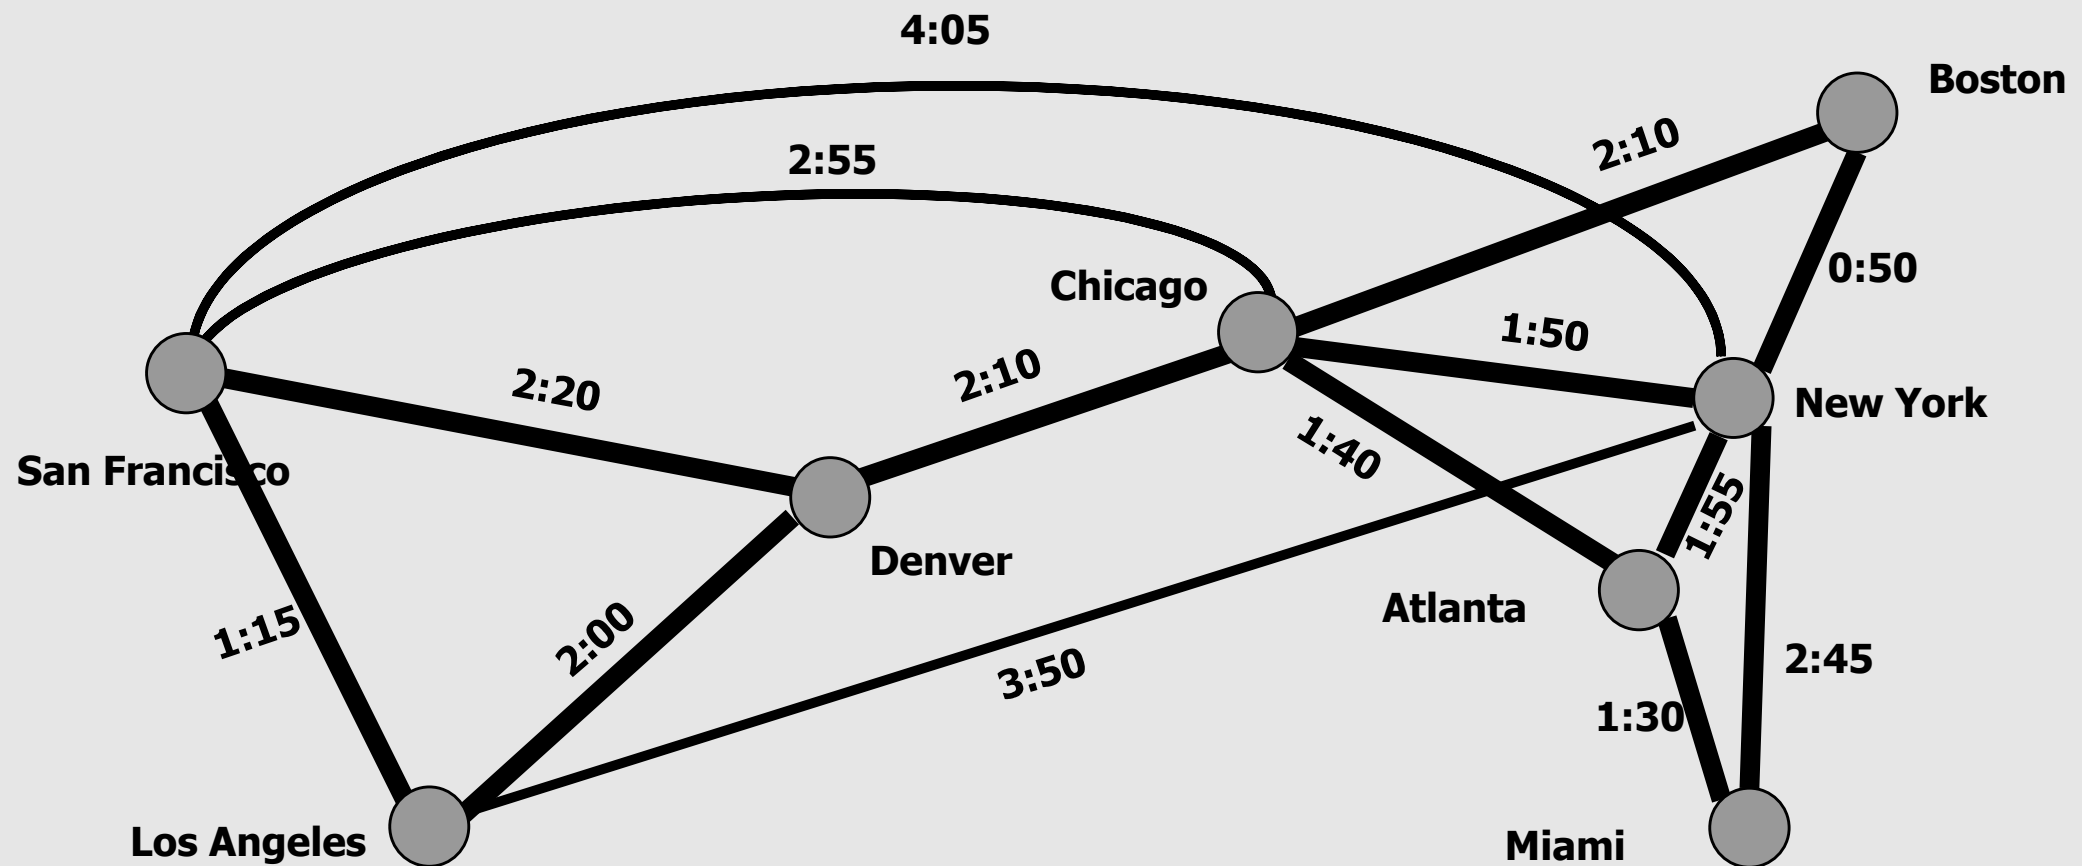 4:05
Boston
2:10
2:55
0:50
Chicago
1:50
2:10
2:20
New York
1:40
San Francisco
1:55
Denver
Atlanta
1:15
2:00
3:50
2:45
1:30
Los Angeles
Miami